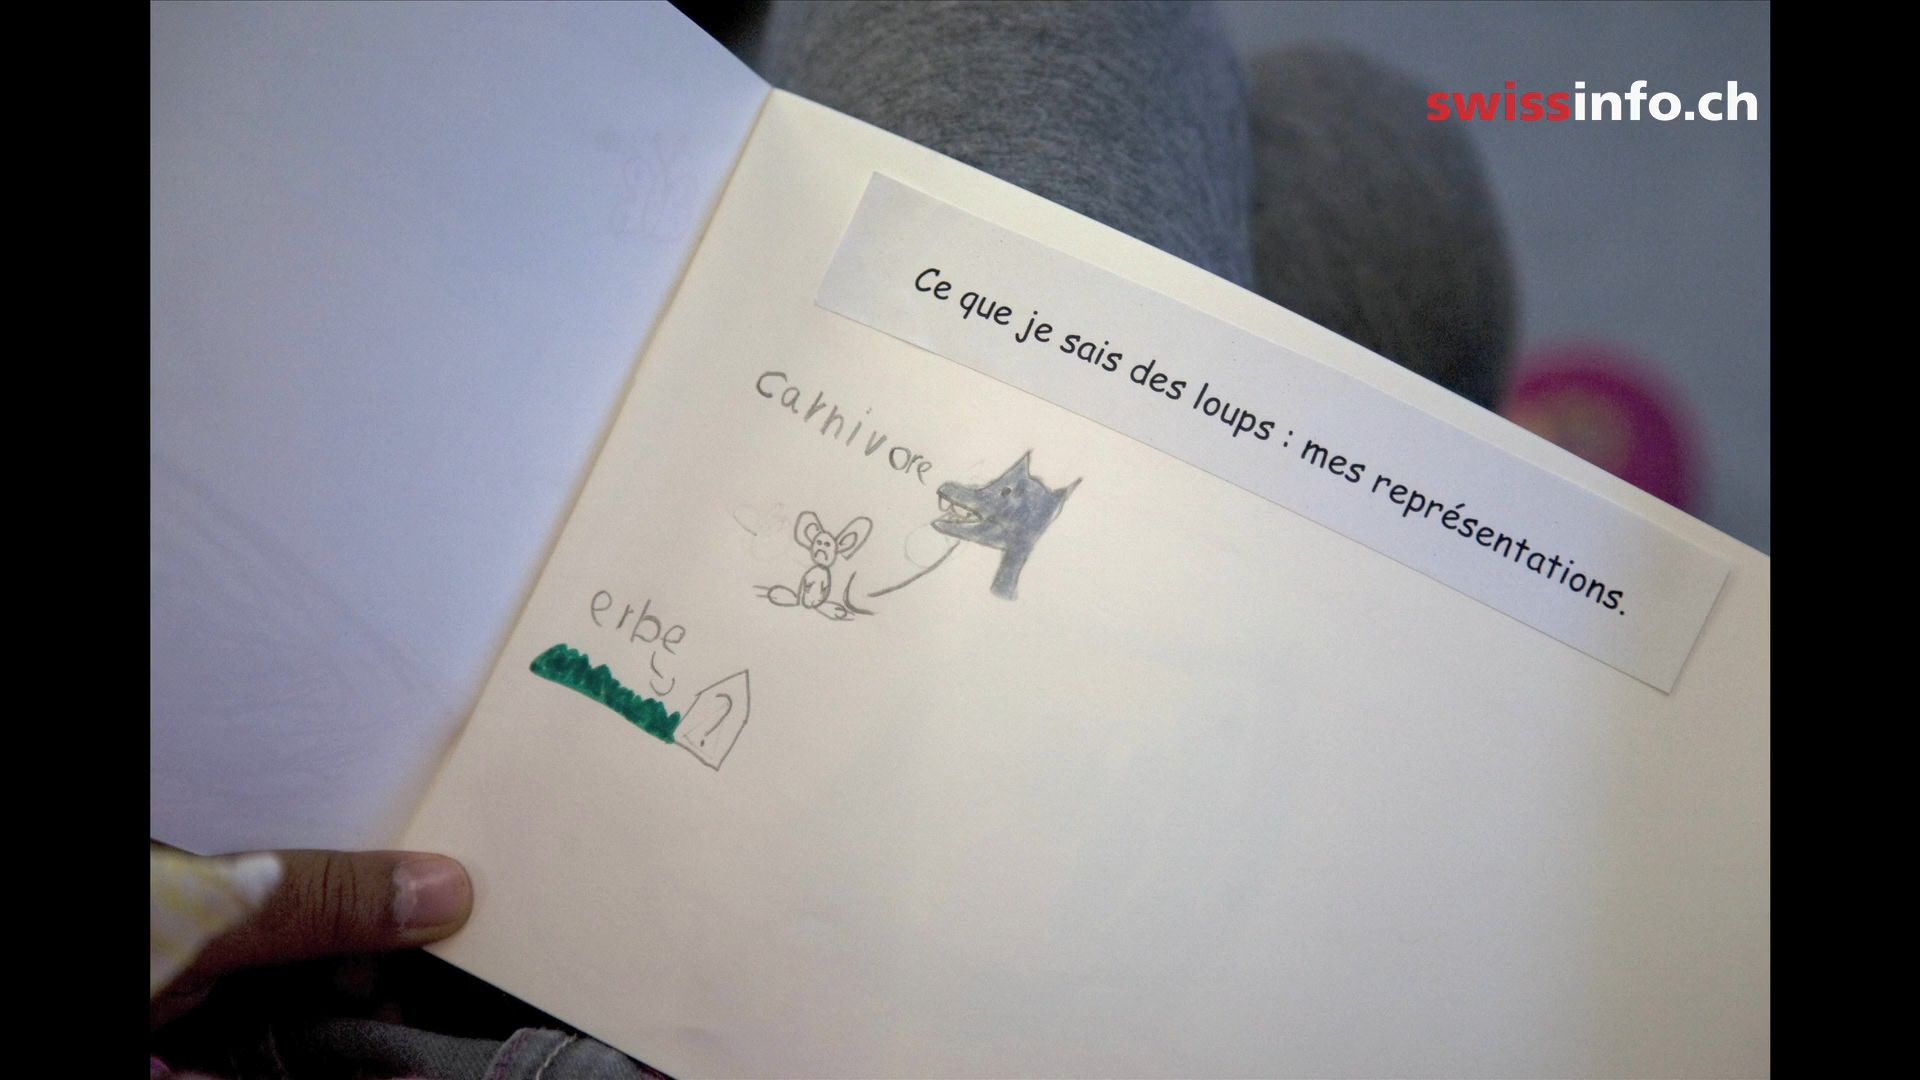 swissinfo.ch
Ce que je sais des loups : mes représentations.
carnivore
erbe
?